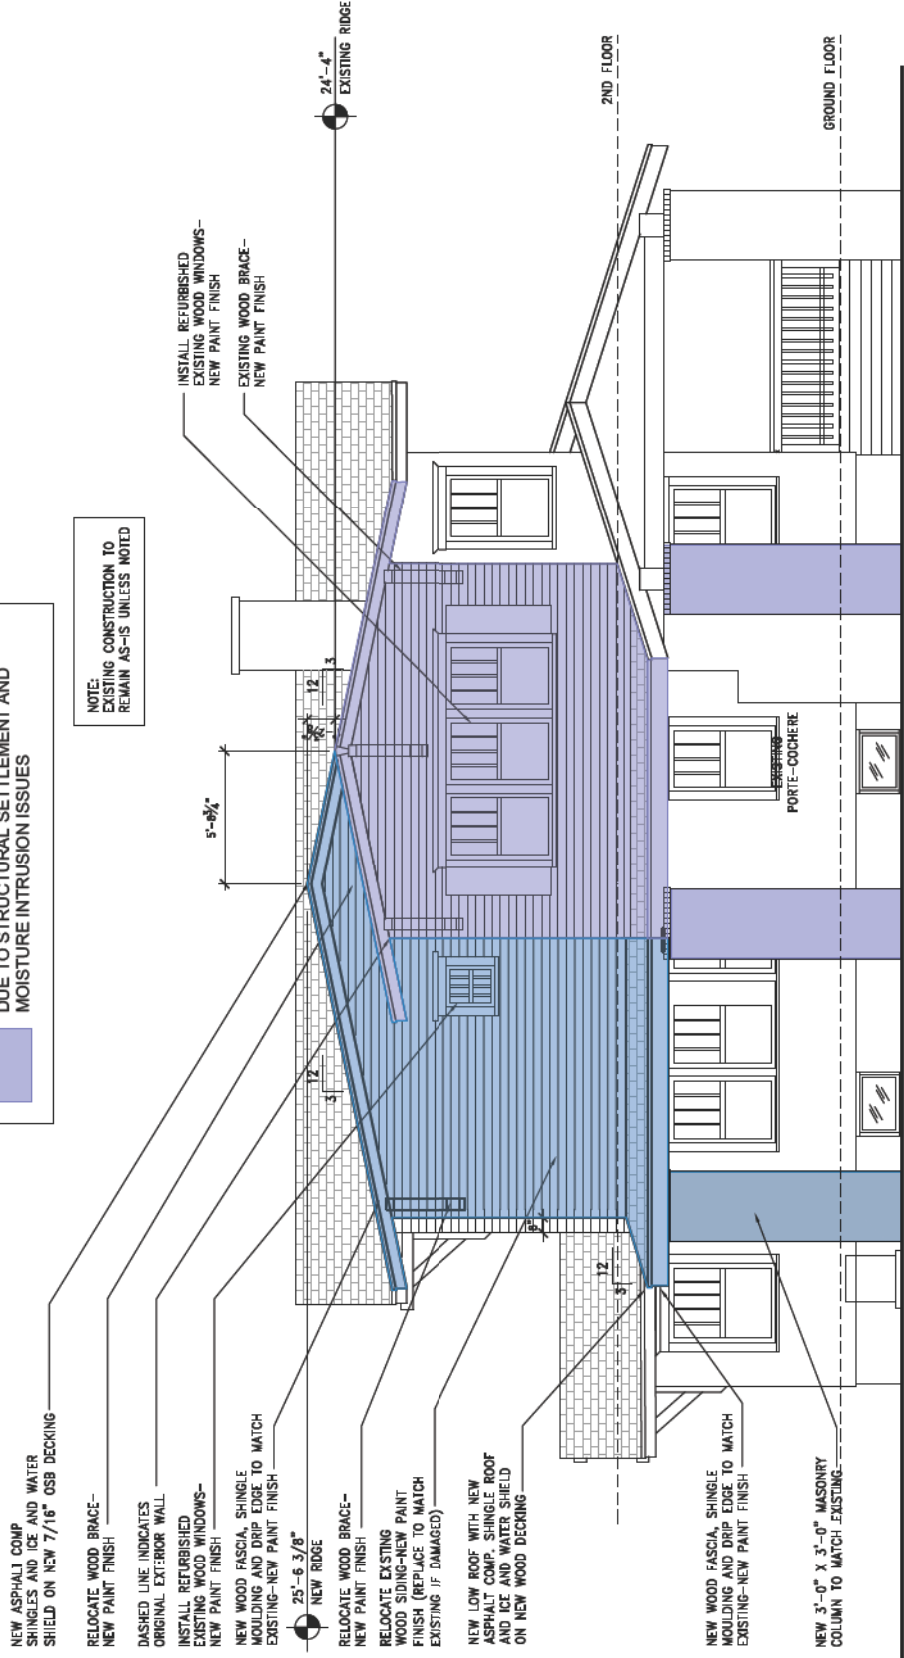 DUE TO STRUCTURAL SETTLEMENT AND
MOISTURE INTRUSION ISSUES
NOTE:
EXISTING CONSTRUCTION TO
REMAIN AS-IS UNLESS NOTED
NEW ASPHALT COMP
SHINGLES AND ICE AND WATER
SHIELD ON NEW 7/16" OSB DECKING
RELOCATE WOOD BRACE-
NEW PAINT FINISH
DASHED LINE INDICATES
ORIGINAL EXTERIOR WALL
INSTALL REFURBISHED
EXISTING WOOD WINDOWS-
NEW PAINT FINISH
NEW WOOD FASCIA, SHINGLE
MOULDING AND DRIP EDGE TO MATCH
EXISTING-NEW PAINT FINISH
25'-6 3/8"
NEW RIDGE
RELOCATE WOOD BRACE-
NEW PAINT FINISH
RELOCATE EXSTING
WOOD SIDING-NEW PAINT
FINISH (REPLACE TO MATCH
EXISTING IF DAMAGED)
NEW LOW ROOF WITH NEW
ASPHALT COMP. SHINGLE ROOF
AND ICE AND WATER SHIELD
ON NEW WOOD DECKING
NEW WOOD FASCIA, SHINGLE
MOULDING AND DRIP EDGE TO MATCH
EXISTING-NEW PAINT FINISH
NEW 3'-0" X 3'-0" MASONRY
COLUMN TO MATCH EXISTING
5'-8¾"
12
3
12
3
12
3
8"
EXISTING
PORTE-COCHERE
INSTALL REFURBISHED
EXISTING WOOD WINDOWS-
NEW PAINT FINISH
EXISTING WOOD BRACE-
NEW PAINT FINISH
24'-4"
EXISTING RIDGE
2ND FLOOR
GROUND FLOOR